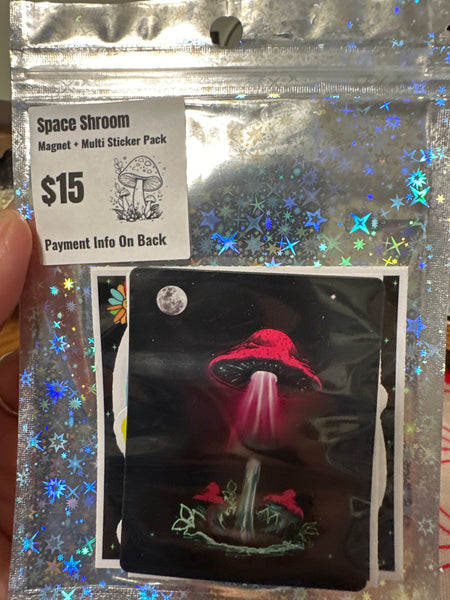 Space Shroom
Magnet + Multi Sticker Pack
$15
Payment Info On Back